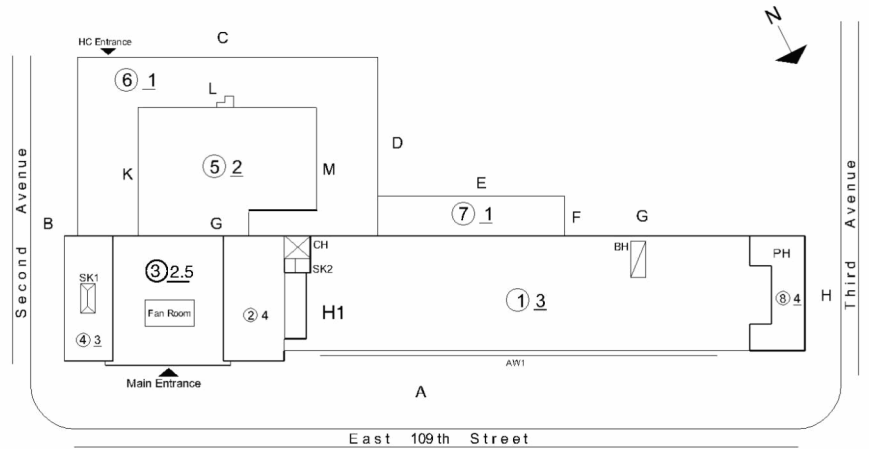 N
C
HC Entrance
6 1
L
D
5 2
K
M
E
Second Avenue
Third Avenue
B
G
7 1
F
G
CH
BH
PH
SK2
SK1
3 2.5
1 3
8 4
H
Fan Room
2 4
H1
4 3
AW1
Main Entrance
A
East 109th Street